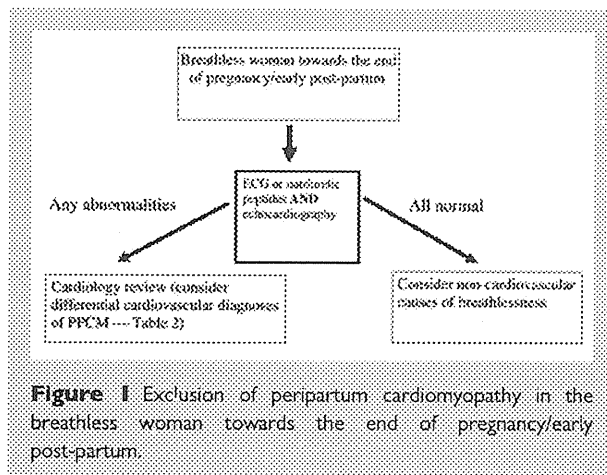 Breathless woman towards the end
of pregnancy/early post-partum
ECG or natriuretic
peptides AND
echocardiography
Any abnormalities
All normal
Cardiology review (consider
differential cardiovascular diagnoses
of PPCM ---- Table 2)
Consider non-cardiovascular
causes of breathlessness
Figure 1 Exclusion of peripartum cardiomyopathy in the
breathless woman towards the end of pregnancy/early
post-partum.